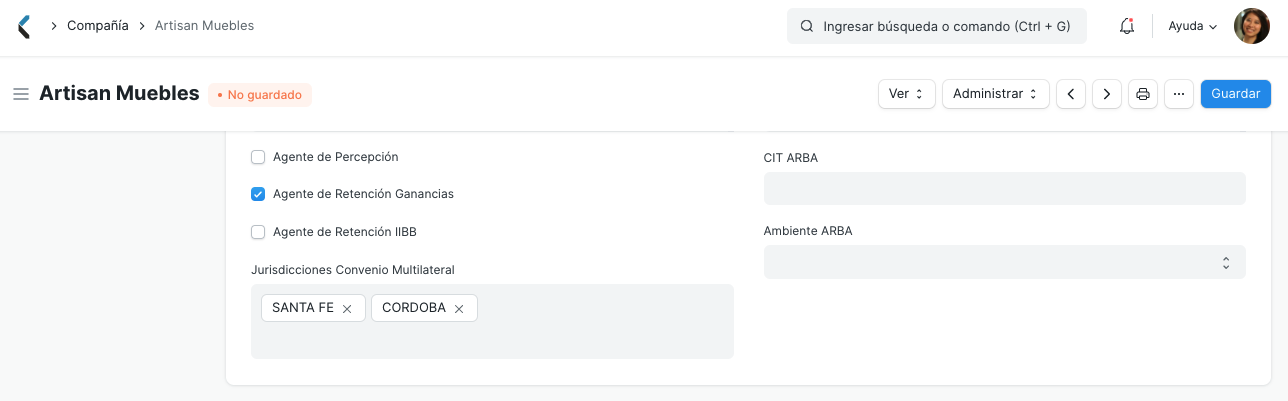 Compañía
Artisan Muebles
Ingresar búsqueda o comando (Ctrl + G)
Ayuda
Artisan Muebles
No guardado
Ver
Administrar
Guardar
Agente de Percepción
Agente de Retención Ganancias
Agente de Retención IIBB
Jurisdicciones Convenio Multilateral
SANTA FE
CORDOBA
CIT ARBA
Ambiente ARBA